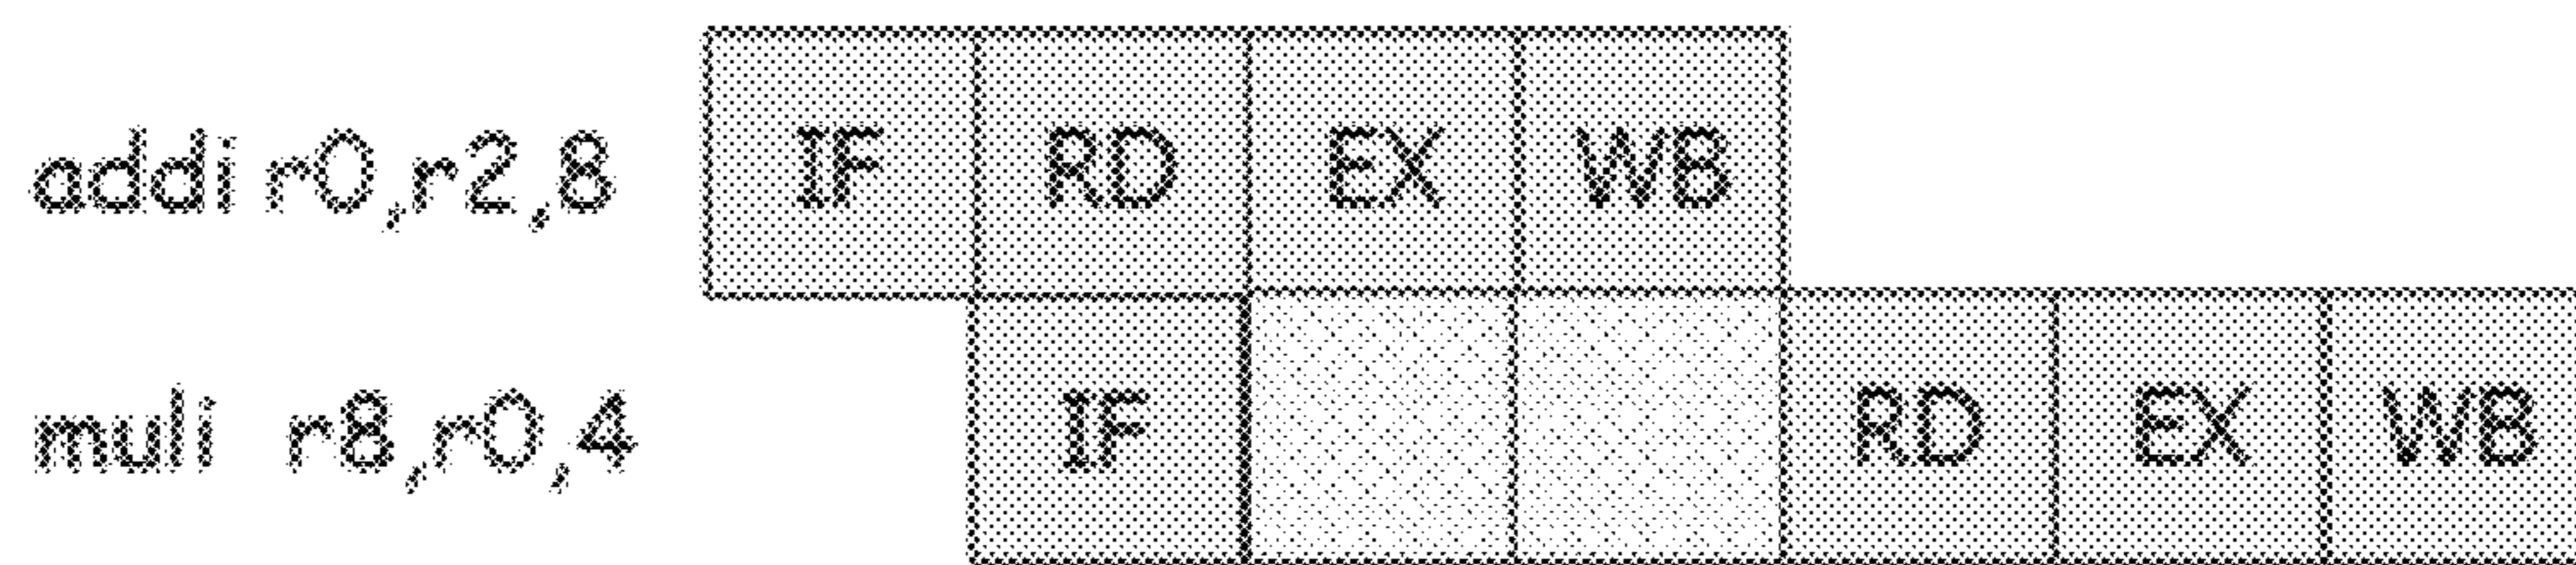 addi r0,r2,8 IF RD EX WB
muli r8,r0,4 IF RD EX WB